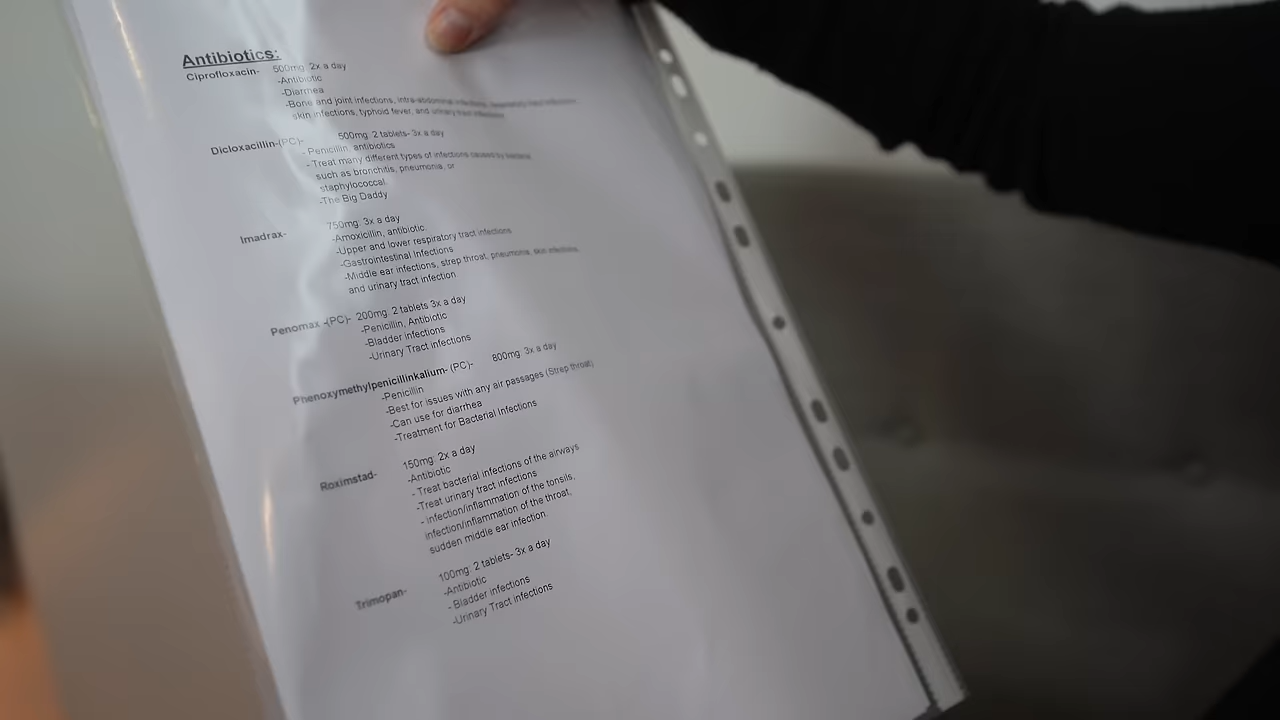 Antibiotics:
Ciprofloxacin- 500mg: 2x a day
-Antibiotic
-Diarrhea
-Bone and joint infections, intra-abdominal infections, respiratory tract infections,
skin infections, typhoid fever, and urinary tract infections
Dicloxacillin-(PC)- 500mg: 2 tablets- 3x a day
- Penicillin antibiotics
- Treat many different types of infections caused by bacteria
such as bronchitis, pneumonia, or
staphylococcal.
-The Big Daddy
Imadrax- 750mg: 3x a day
-Amoxicillin, antibiotic.
-Upper and lower respiratory tract infections
-Gastrointestinal Infections
-Middle ear infections, strep throat, pneumonia, skin infections,
and urinary tract infection
Penomax -(PC)- 200mg: 2 tablets 3x a day
-Penicillin, Antibiotic
-Bladder infections
-Urinary Tract infections
Phenoxymethylpenicillinkalium- (PC)- 800mg: 3x a day
-Penicillin
-Best for issues with any air passages (Strep throat)
-Can use for diarrhea
-Treatment for Bacterial Infections
Roximstad- 150mg: 2x a day
-Antibiotic
- Treat bacterial infections of the airways
-Treat urinary tract infections
- infection/inflammation of the tonsils,
infection/inflammation of the throat,
sudden middle ear infection.
Trimopan- 100mg: 2 tablets- 3x a day
-Antibiotic
- Bladder infections
-Urinary Tract infections